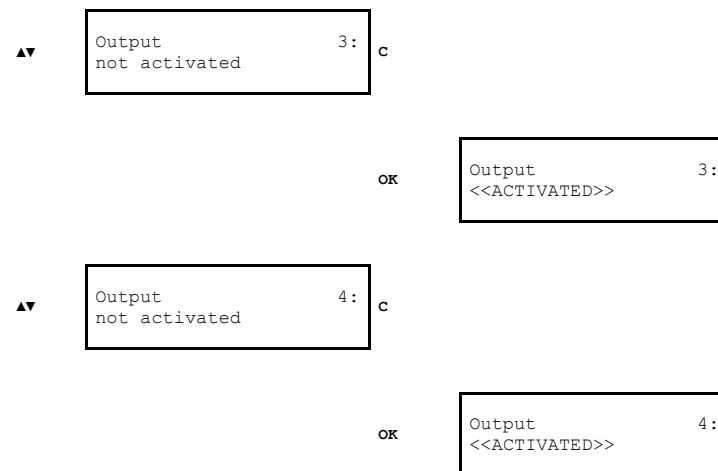 ▲▼ Output 3: C
not activated
OK Output 3:
<<ACTIVATED>>
▲▼ Output 4: C
not activated
OK Output 4:
<<ACTIVATED>>